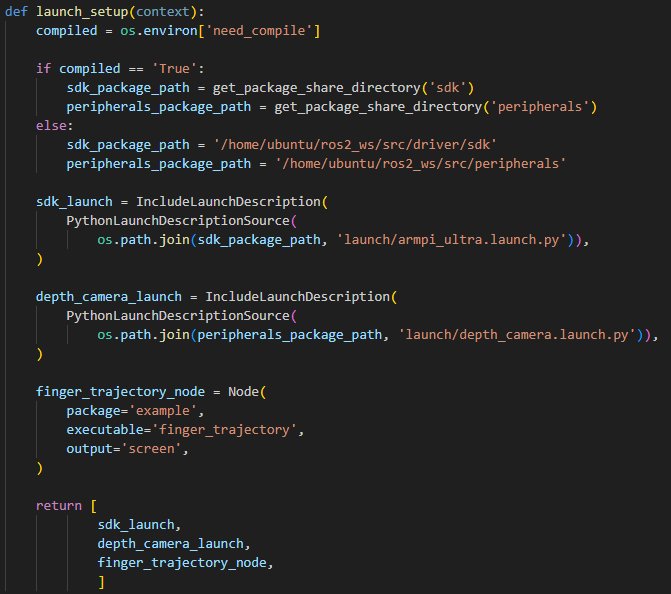 def launch_setup(context):
    compiled = os.environ['need_compile']

    if compiled == 'True':
        sdk_package_path = get_package_share_directory('sdk')
        peripherals_package_path = get_package_share_directory('peripherals')
    else:
        sdk_package_path = '/home/ubuntu/ros2_ws/src/driver/sdk'
        peripherals_package_path = '/home/ubuntu/ros2_ws/src/peripherals'

    sdk_launch = IncludeLaunchDescription(
        PythonLaunchDescriptionSource(
            os.path.join(sdk_package_path, 'launch/armpi_ultra.launch.py')),
    )

    depth_camera_launch = IncludeLaunchDescription(
        PythonLaunchDescriptionSource(
            os.path.join(peripherals_package_path, 'launch/depth_camera.launch.py')),
    )

    finger_trajectory_node = Node(
        package='example',
        executable='finger_trajectory',
        output='screen',
    )

    return [
            sdk_launch,
            depth_camera_launch,
            finger_trajectory_node,
            ]